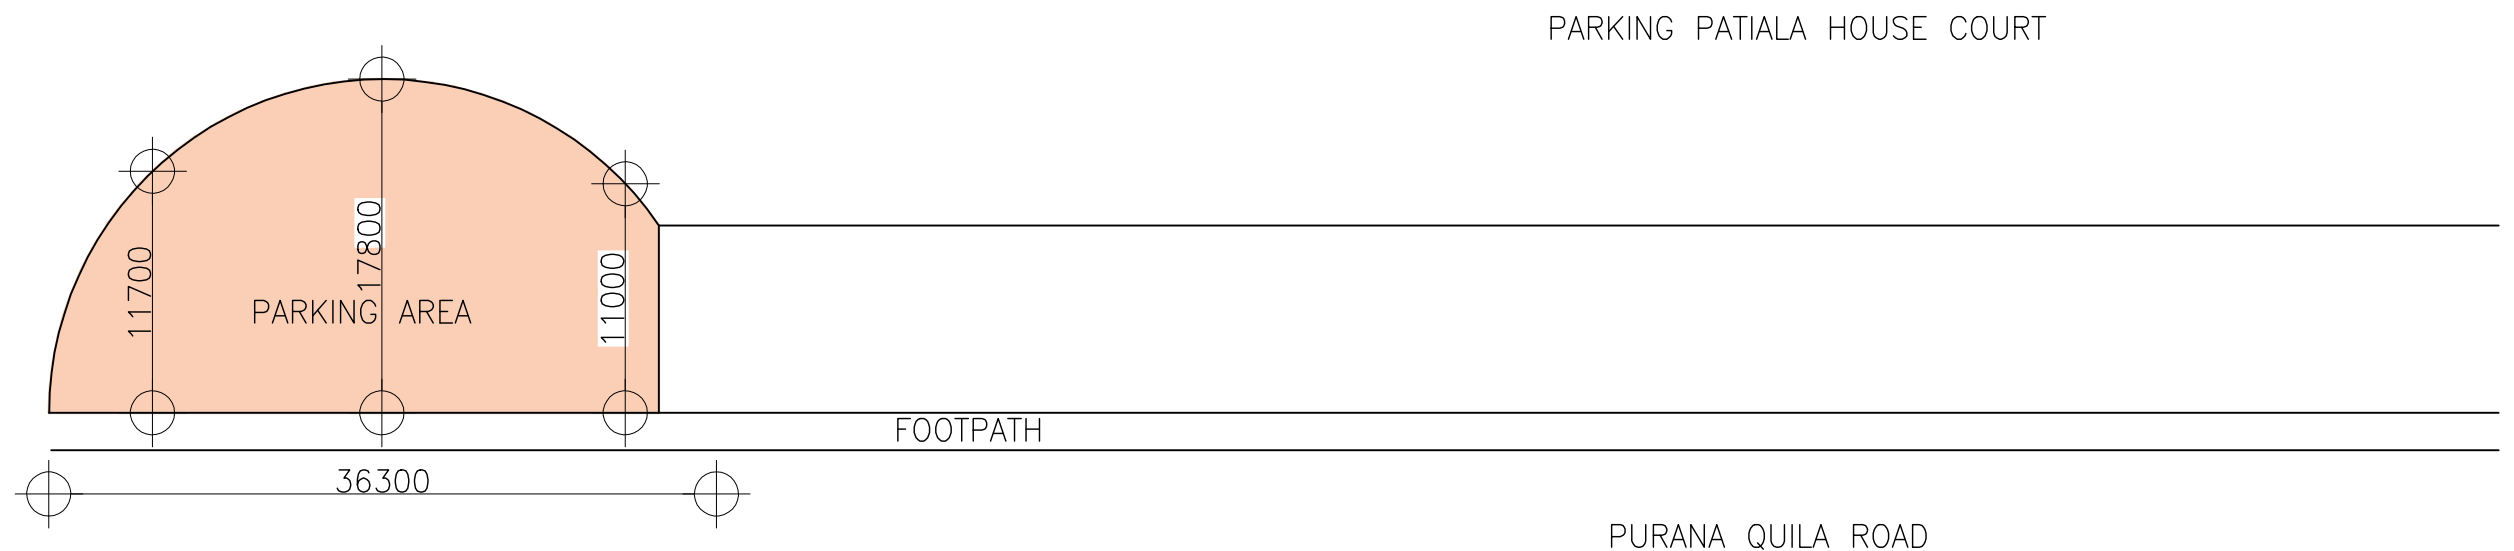 PARKING PATIALA HOUSE COURT
11700
17800
11000
PARKING AREA
FOOTPATH
36300
PURANA QUILA ROAD